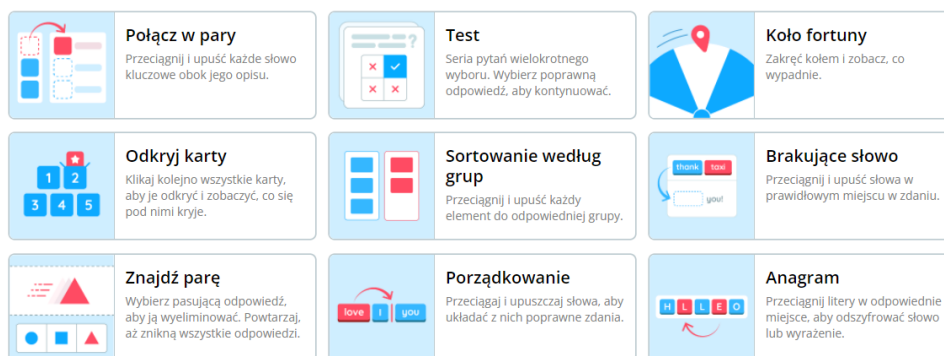 Połącz w pary
Przeciągnij i upuść każde słowo
kluczowe obok jego opisu.
Test
Seria pytań wielokrotnego
wyboru. Wybierz poprawną
odpowiedź, aby kontynuować.
Koło fortuny
Zakręć kołem i zobacz, co
wypadnie.
1 2
3 4 5
Odkryj karty
Klikaj kolejno wszystkie karty,
aby je odkryć i zobaczyć, co się
pod nimi kryje.
Sortowanie według
grup
Przeciągnij i upuść każdy
element do odpowiedniej grupy.
thank taxi
you!
Brakujące słowo
Przeciągnij i upuść słowa w
prawidłowym miejscu w zdaniu.
Znajdź parę
Wybierz pasującą odpowiedź,
aby ją wyeliminować. Powtarzaj,
aż znikną wszystkie odpowiedzi.
love I you
Porządkowanie
Przeciągaj i upuszczaj słowa, aby
układać z nich poprawne zdania.
H L L E O
Anagram
Przeciągnij litery w odpowiednie
miejsce, aby odszyfrować słowo
lub wyrażenie.